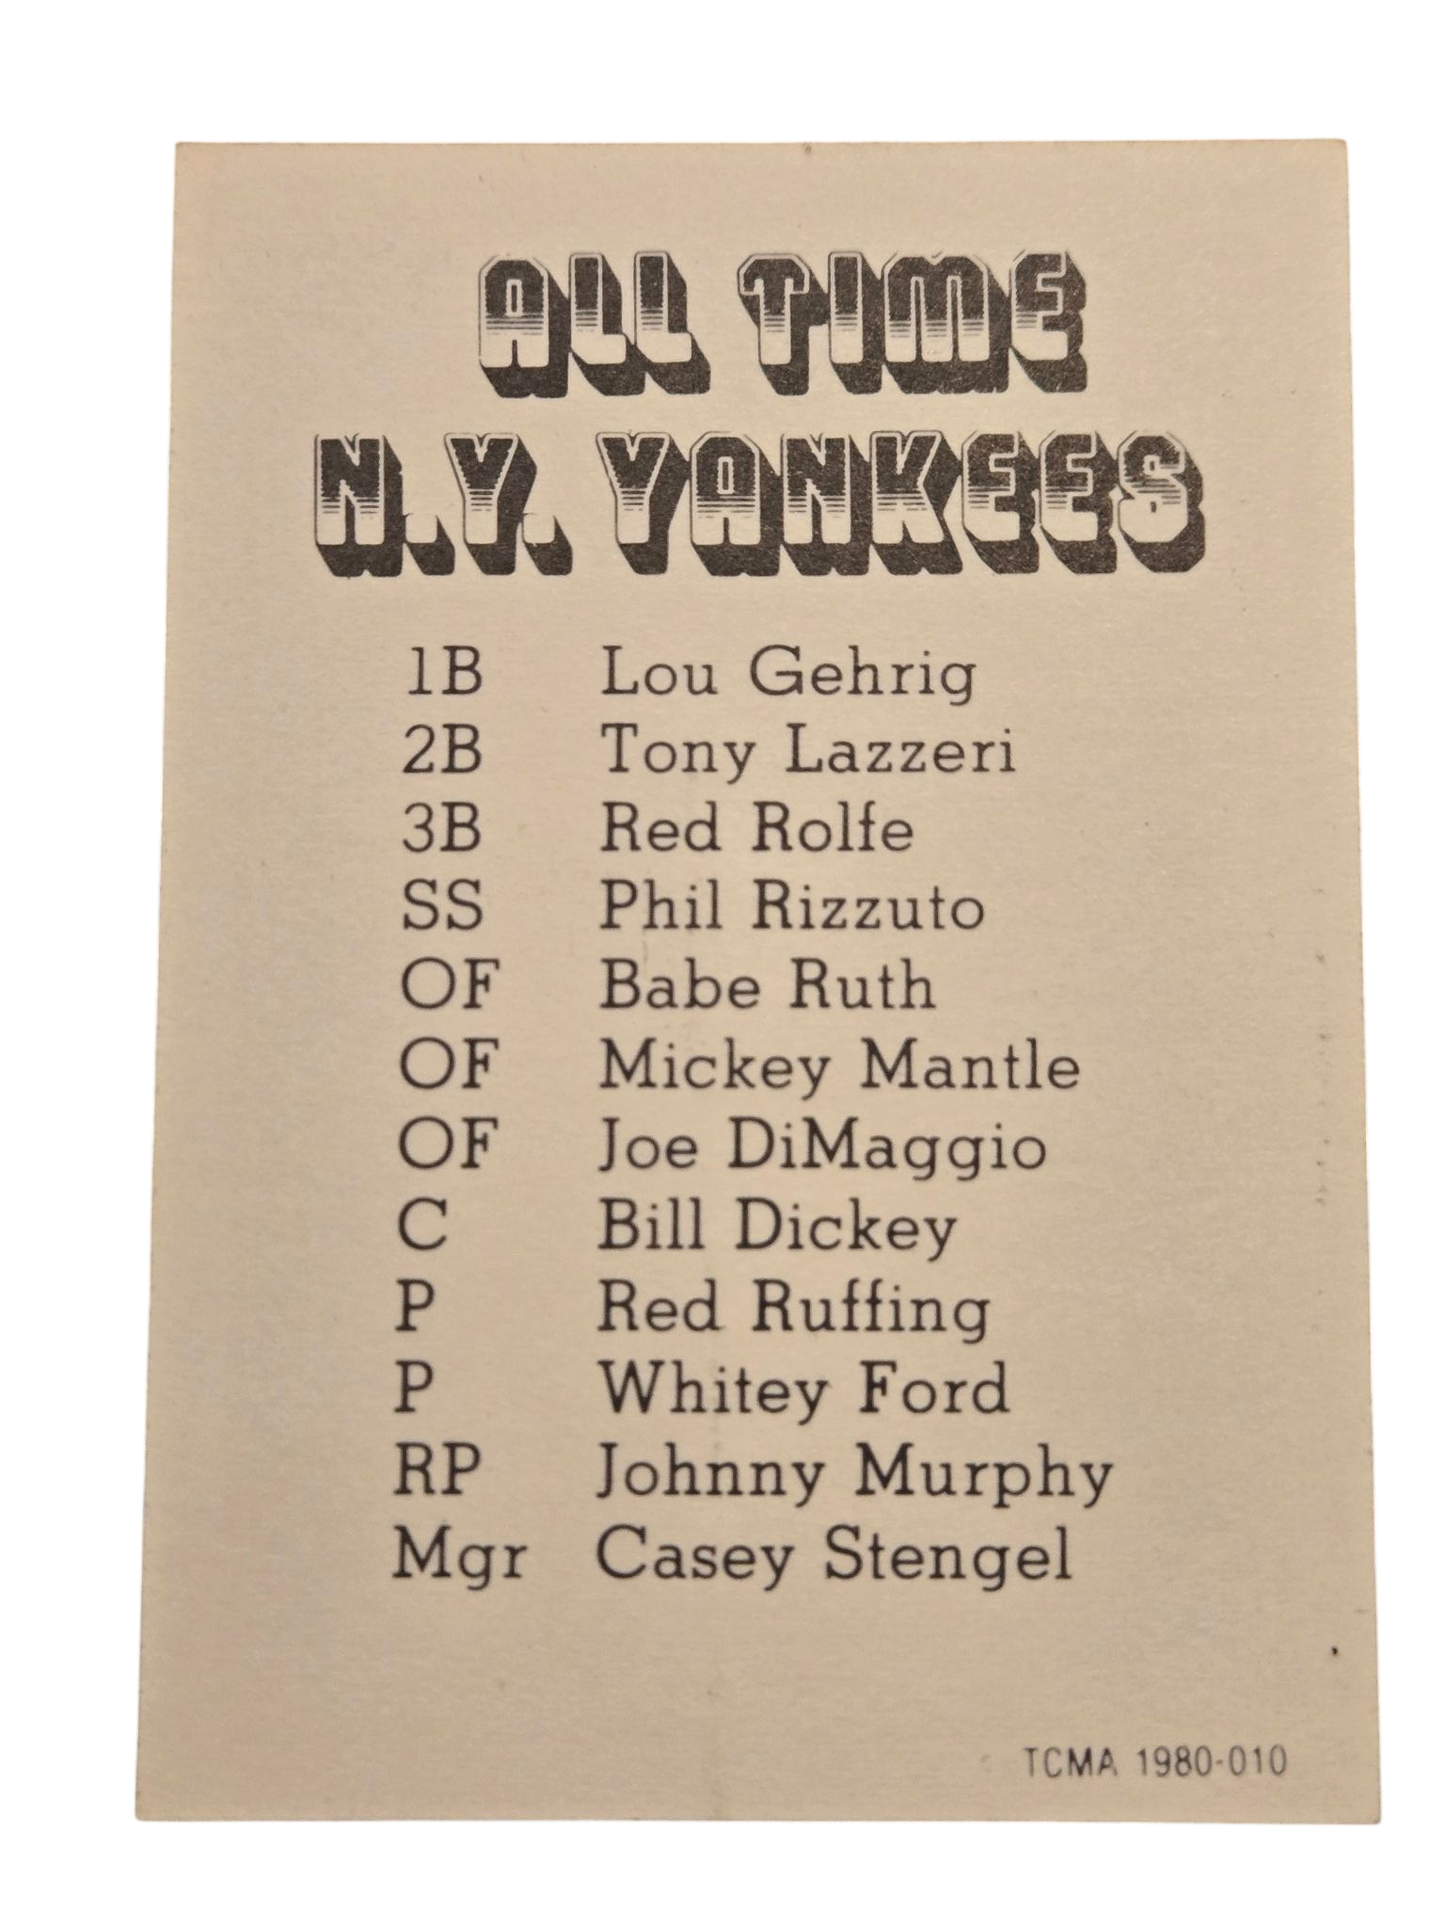 ALL TIME
N.Y. YANKEES
1B Lou Gehrig
2B Tony Lazzeri
3B Red Rolfe
SS Phil Rizzuto
OF Babe Ruth
OF Mickey Mantle
OF Joe DiMaggio
C Bill Dickey
P Red Ruffing
P Whitey Ford
RP Johnny Murphy
Mgr Casey Stengel
TCMA 1980-010